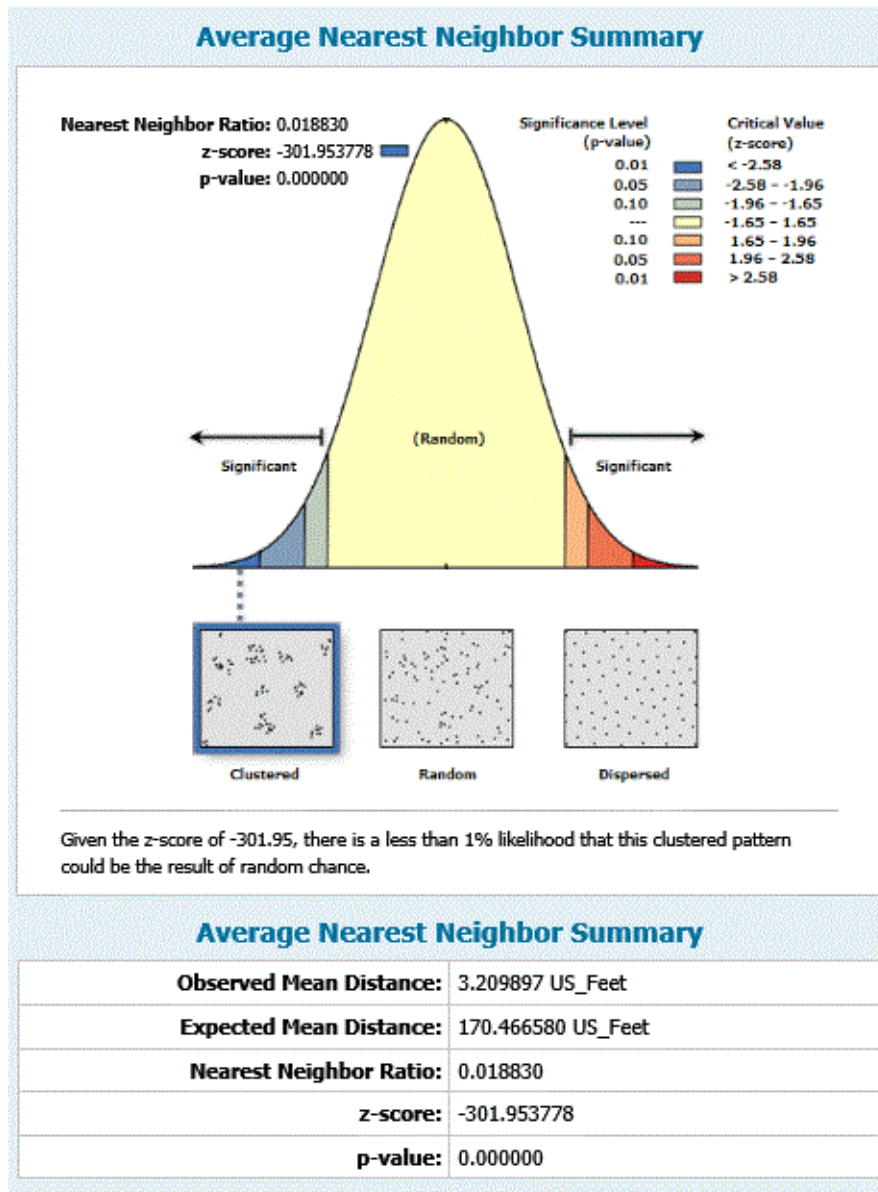 Average Nearest Neighbor Summary
Nearest Neighbor Ratio: 0.018830
z-score: -301.953778
p-value: 0.000000
Significance Level (p-value)
Critical Value (z-score)
0.01 < -2.58
0.05 -2.58 - -1.96
0.10 -1.96 - -1.65
--- -1.65 - 1.65
0.10 1.65 - 1.96
0.05 1.96 - 2.58
0.01 > 2.58
(Random)
Significant
Significant
Clustered
Random
Dispersed
Given the z-score of -301.95, there is a less than 1% likelihood that this clustered pattern
could be the result of random chance.
Average Nearest Neighbor Summary
Observed Mean Distance: 3.209897 US_Feet
Expected Mean Distance: 170.466580 US_Feet
Nearest Neighbor Ratio: 0.018830
z-score: -301.953778
p-value: 0.000000